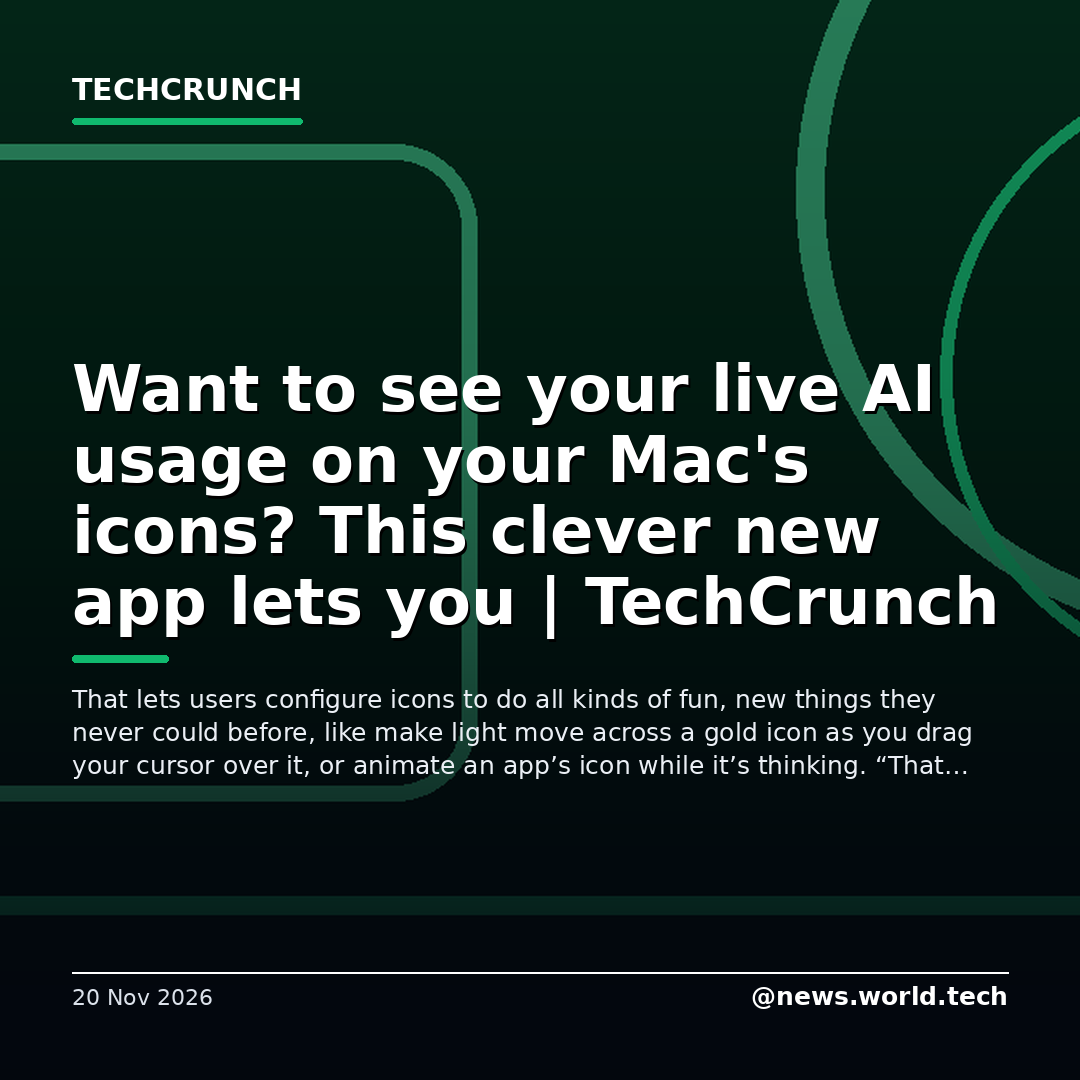 TECHCRUNCH
Want to see your live AI
usage on your Mac's
icons? This clever new
app lets you | TechCrunch
That lets users configure icons to do all kinds of fun, new things they
never could before, like make light move across a gold icon as you drag
your cursor over it, or animate an app’s icon while it’s thinking. “That…
20 Nov 2026
@news.world.tech